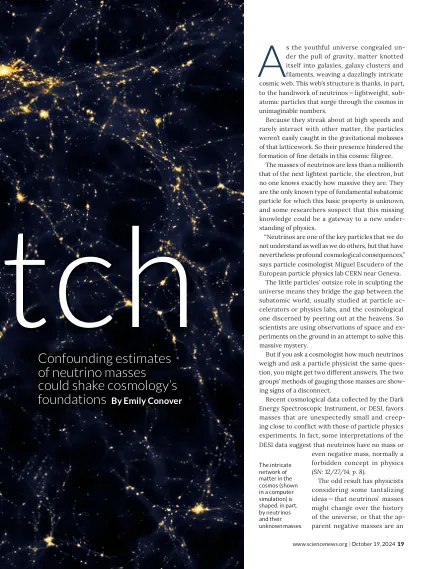 tch
Confounding estimates
of neutrino masses
could shake cosmology's
foundations By Emily Conover
As the youthful universe congealed un-
der the pull of gravity, matter knotted
itself into galaxies, galaxy clusters and
filaments, weaving a dazzlingly intricate
cosmic web. This web's structure is thanks, in part,
to the handiwork of neutrinos — lightweight, sub-
atomic particles that surge through the cosmos in
unimaginable numbers.
Because they streak about at high speeds and
rarely interact with other matter, the particles
weren't easily caught in the gravitational molasses
of that latticework. So their presence hindered the
formation of fine details in this cosmic filigree.
The masses of neutrinos are less than a millionth
that of the next lightest particle, the electron, but
no one knows exactly how massive they are. They
are the only known type of fundamental subatomic
particle for which this basic property is unknown,
and some researchers suspect that this missing
knowledge could be a gateway to a new under-
standing of physics.
"Neutrinos are one of the key particles that we do
not understand as well as we do others, but that have
nevertheless profound cosmological consequences,"
says particle cosmologist Miguel Escudero of the
European particle physics lab CERN near Geneva.
The little particles' outsize role in sculpting the
universe means they bridge the gap between the
subatomic world, usually studied at particle ac-
celerators or physics labs, and the cosmological
one discerned by peering out at the heavens. So
scientists are using observations of space and ex-
periments on the ground in an attempt to solve this
massive mystery.
But if you ask a cosmologist how much neutrinos
weigh and ask a particle physicist the same ques-
tion, you might get two different answers. The two
groups' methods of gauging those masses are show-
ing signs of a disconnect.
Recent cosmological data collected by the Dark
Energy Spectroscopic Instrument, or DESI, favors
masses that are unexpectedly small and creep-
ing close to conflict with those of particle physics
experiments. In fact, some interpretations of the
DESI data suggest that neutrinos have no mass or
even negative mass, normally a
forbidden concept in physics
(SN: 12/27/14, p. 8).
The odd result has physicists
considering some tantalizing
ideas — that neutrinos' masses
might change over the history
of the universe, or that the ap-
parent negative masses are an
The intricate
network of
matter in the
cosmos (shown
in a computer
simulation) is
shaped, in part,
by neutrinos
and their
unknown masses.
www.sciencenews.org | October 19, 2024 19